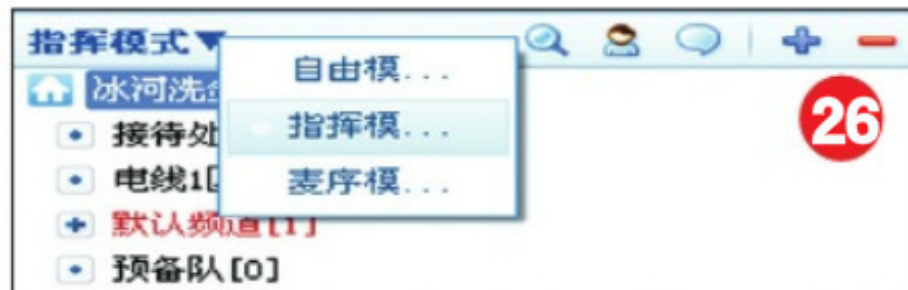 指挥模式▼
自由模...
指挥模...
麦序模...
冰河洗
接待处
电线1
默认频道[1]
预备队[0]
26